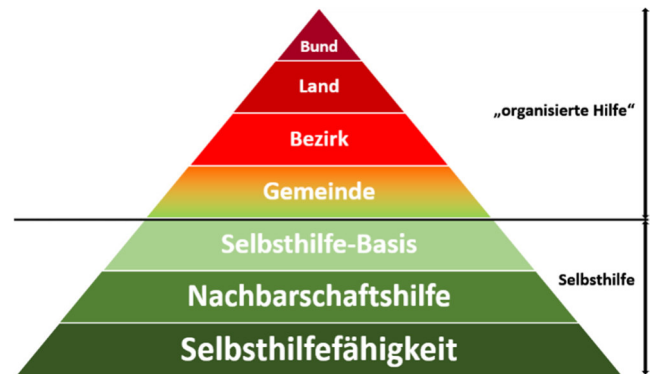 Bund
Land
Bezirk
Gemeinde
„organisierte Hilfe“
Selbsthilfe-Basis
Nachbarschaftshilfe
Selbsthilfefähigkeit
Selbsthilfe